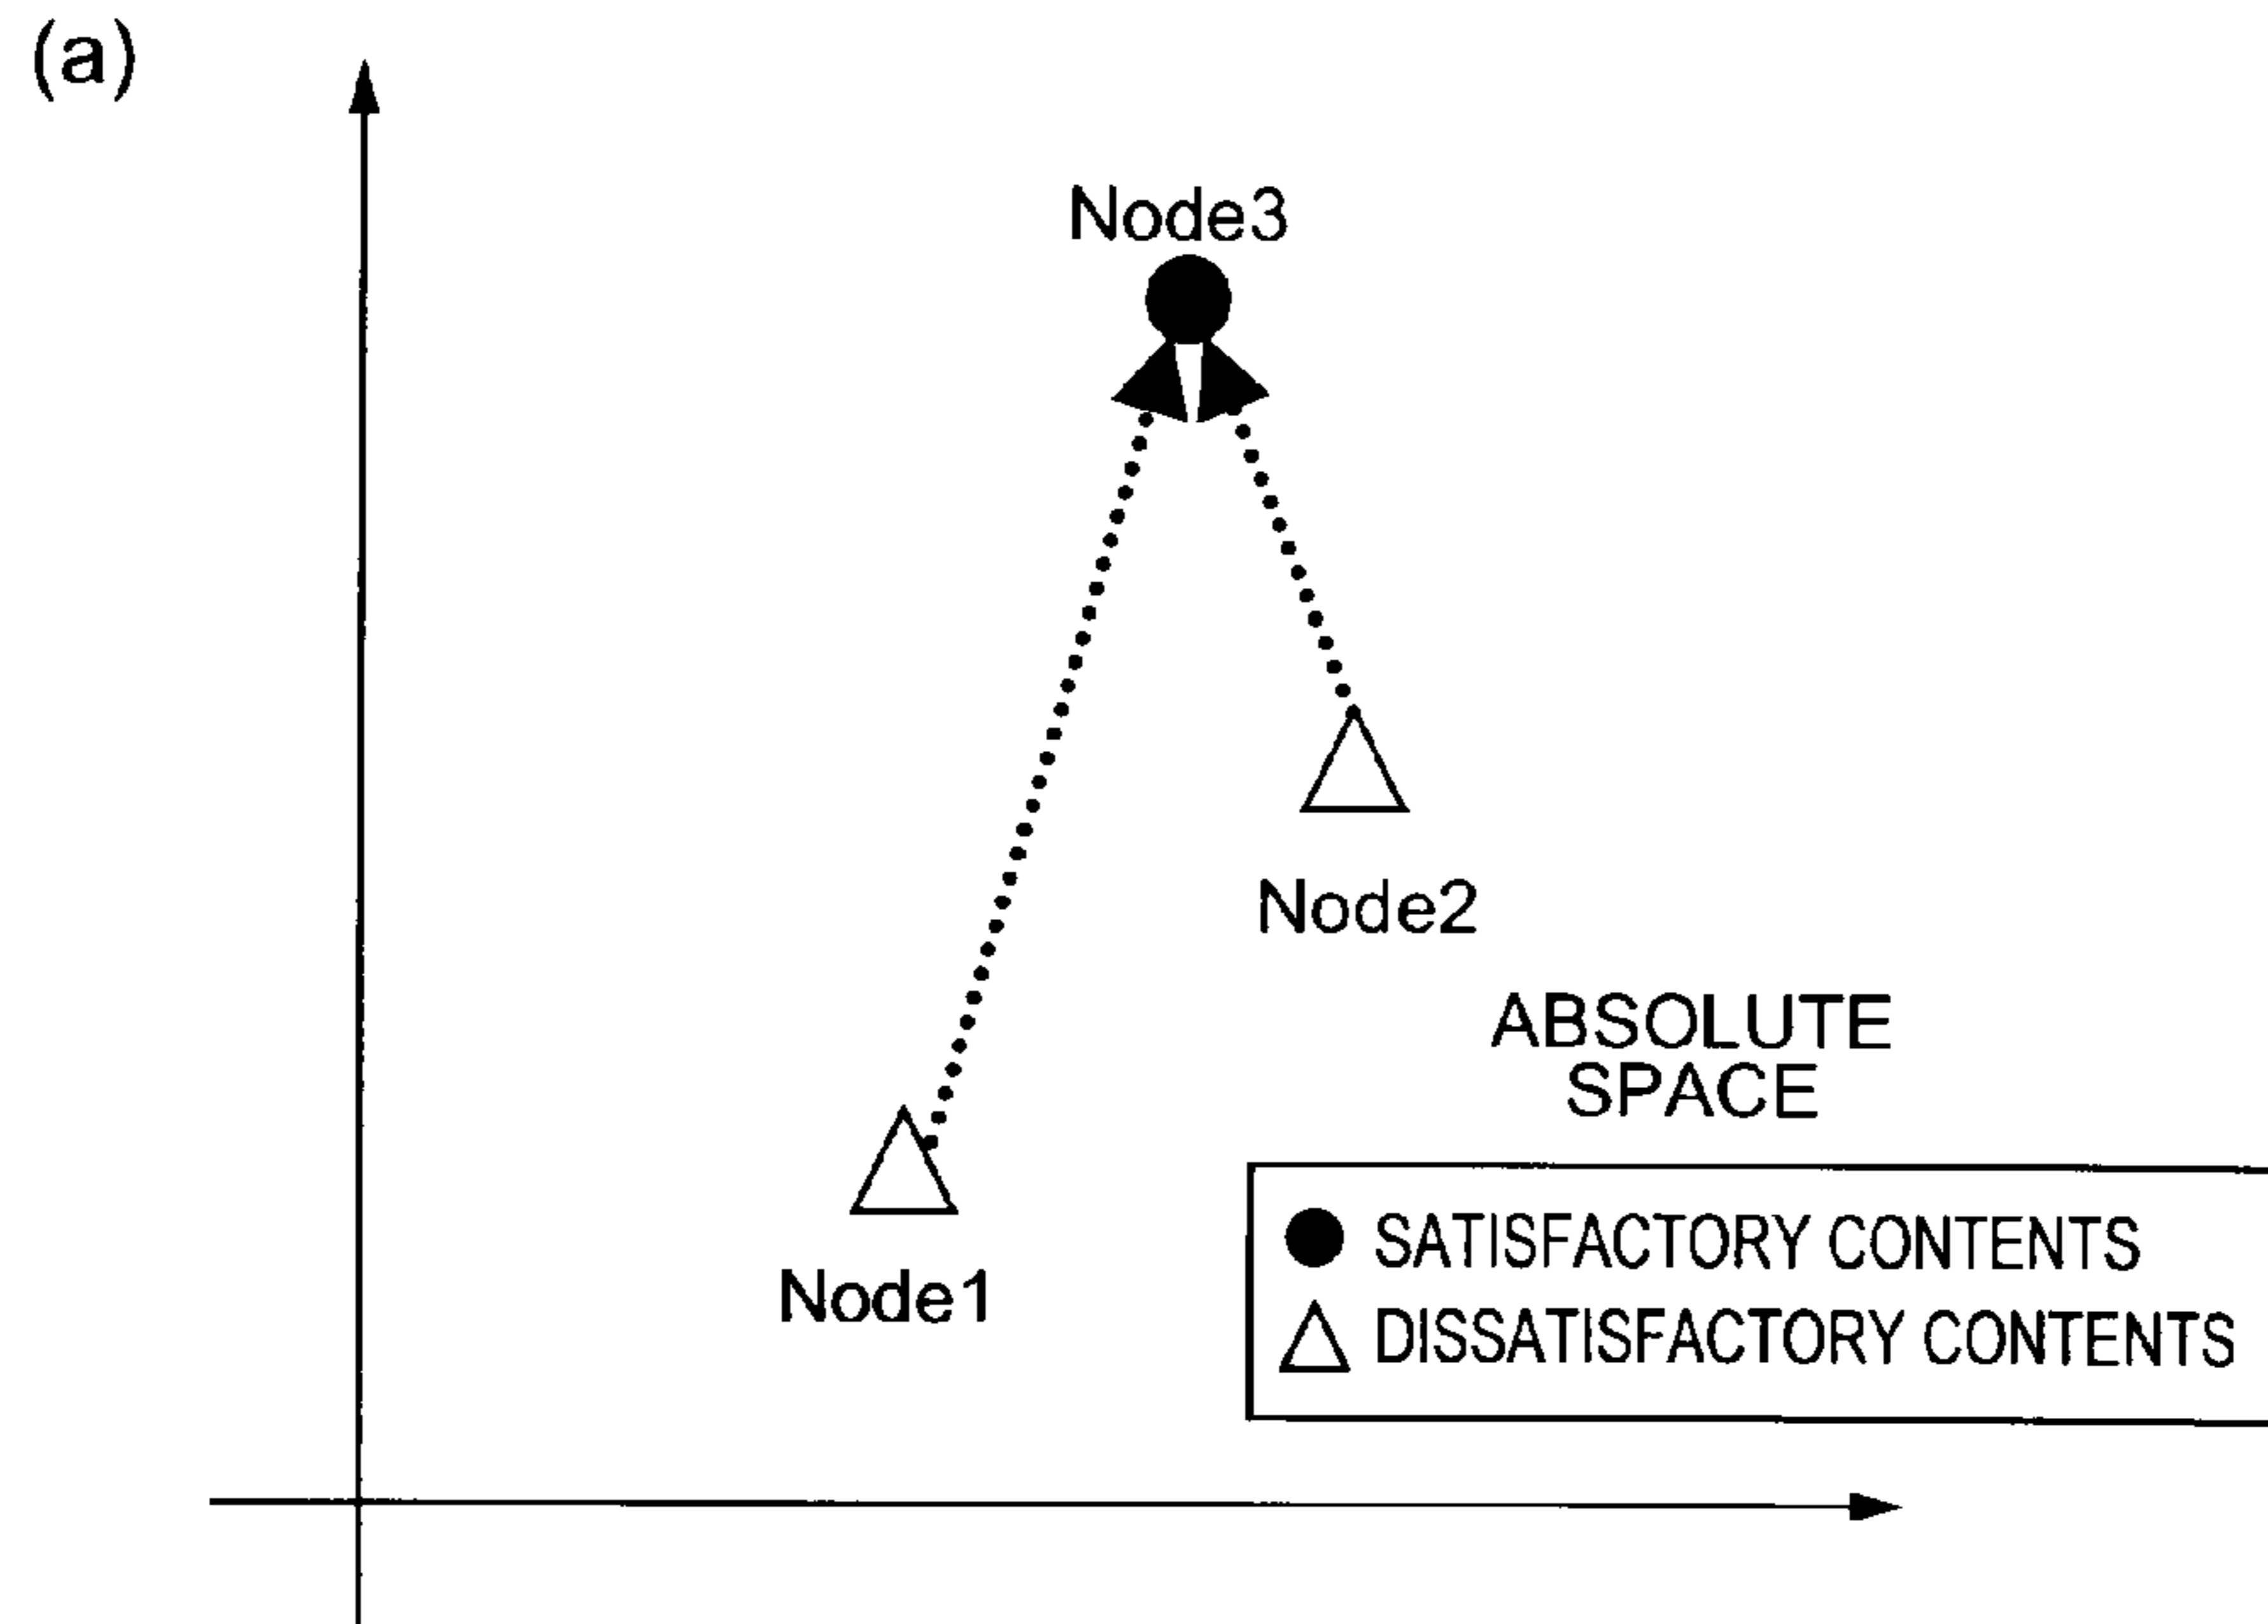 (a)
Node3
Node2
ABSOLUTE
SPACE
Node1
SATISFACTORY CONTENTS
DISSATISFACTORY CONTENTS